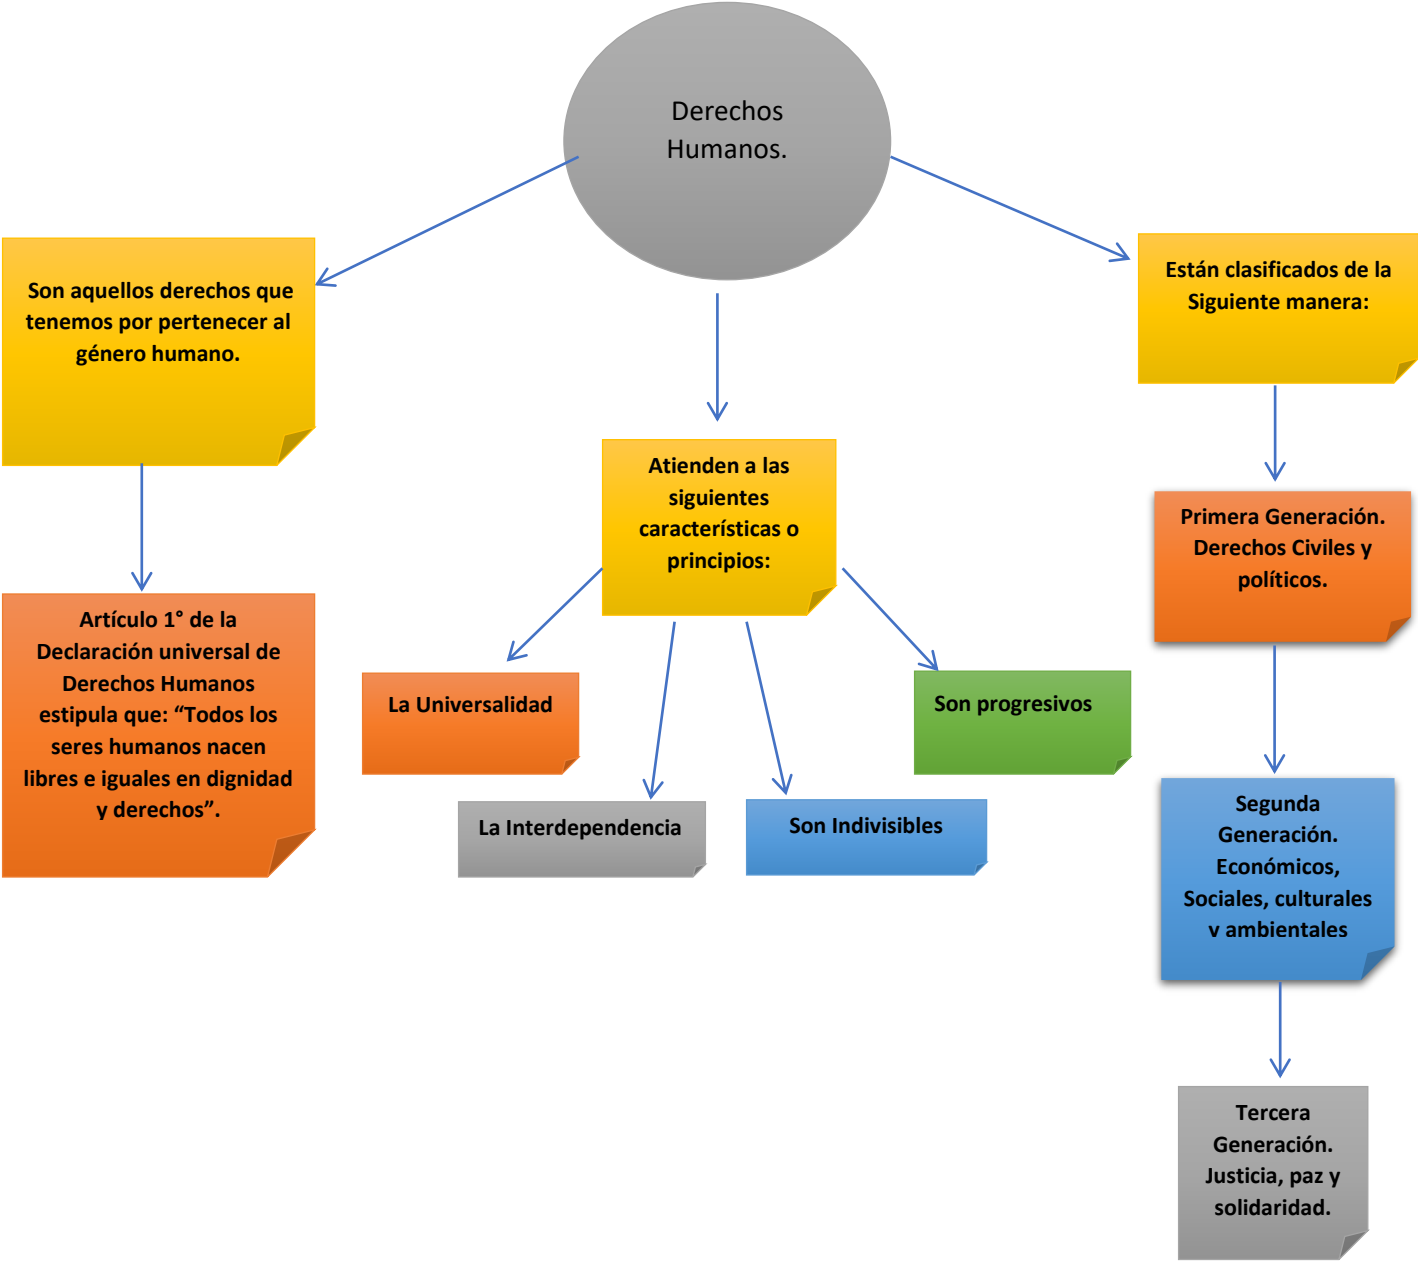 Derechos
Humanos.
Son aquellos derechos que
tenemos por pertenecer al
género humano.
Están clasificados de la
Siguiente manera:
Atienden a las
siguientes
características o
principios:
Primera Generación.
Derechos Civiles y
políticos.
Artículo 1° de la
Declaración universal de
Derechos Humanos
estipula que: “Todos los
seres humanos nacen
libres e iguales en dignidad
y derechos”.
La Universalidad
Son progresivos
La Interdependencia
Son Indivisibles
Segunda
Generación.
Económicos,
Sociales, culturales
y ambientales
Tercera
Generación.
Justicia, paz y
solidaridad.